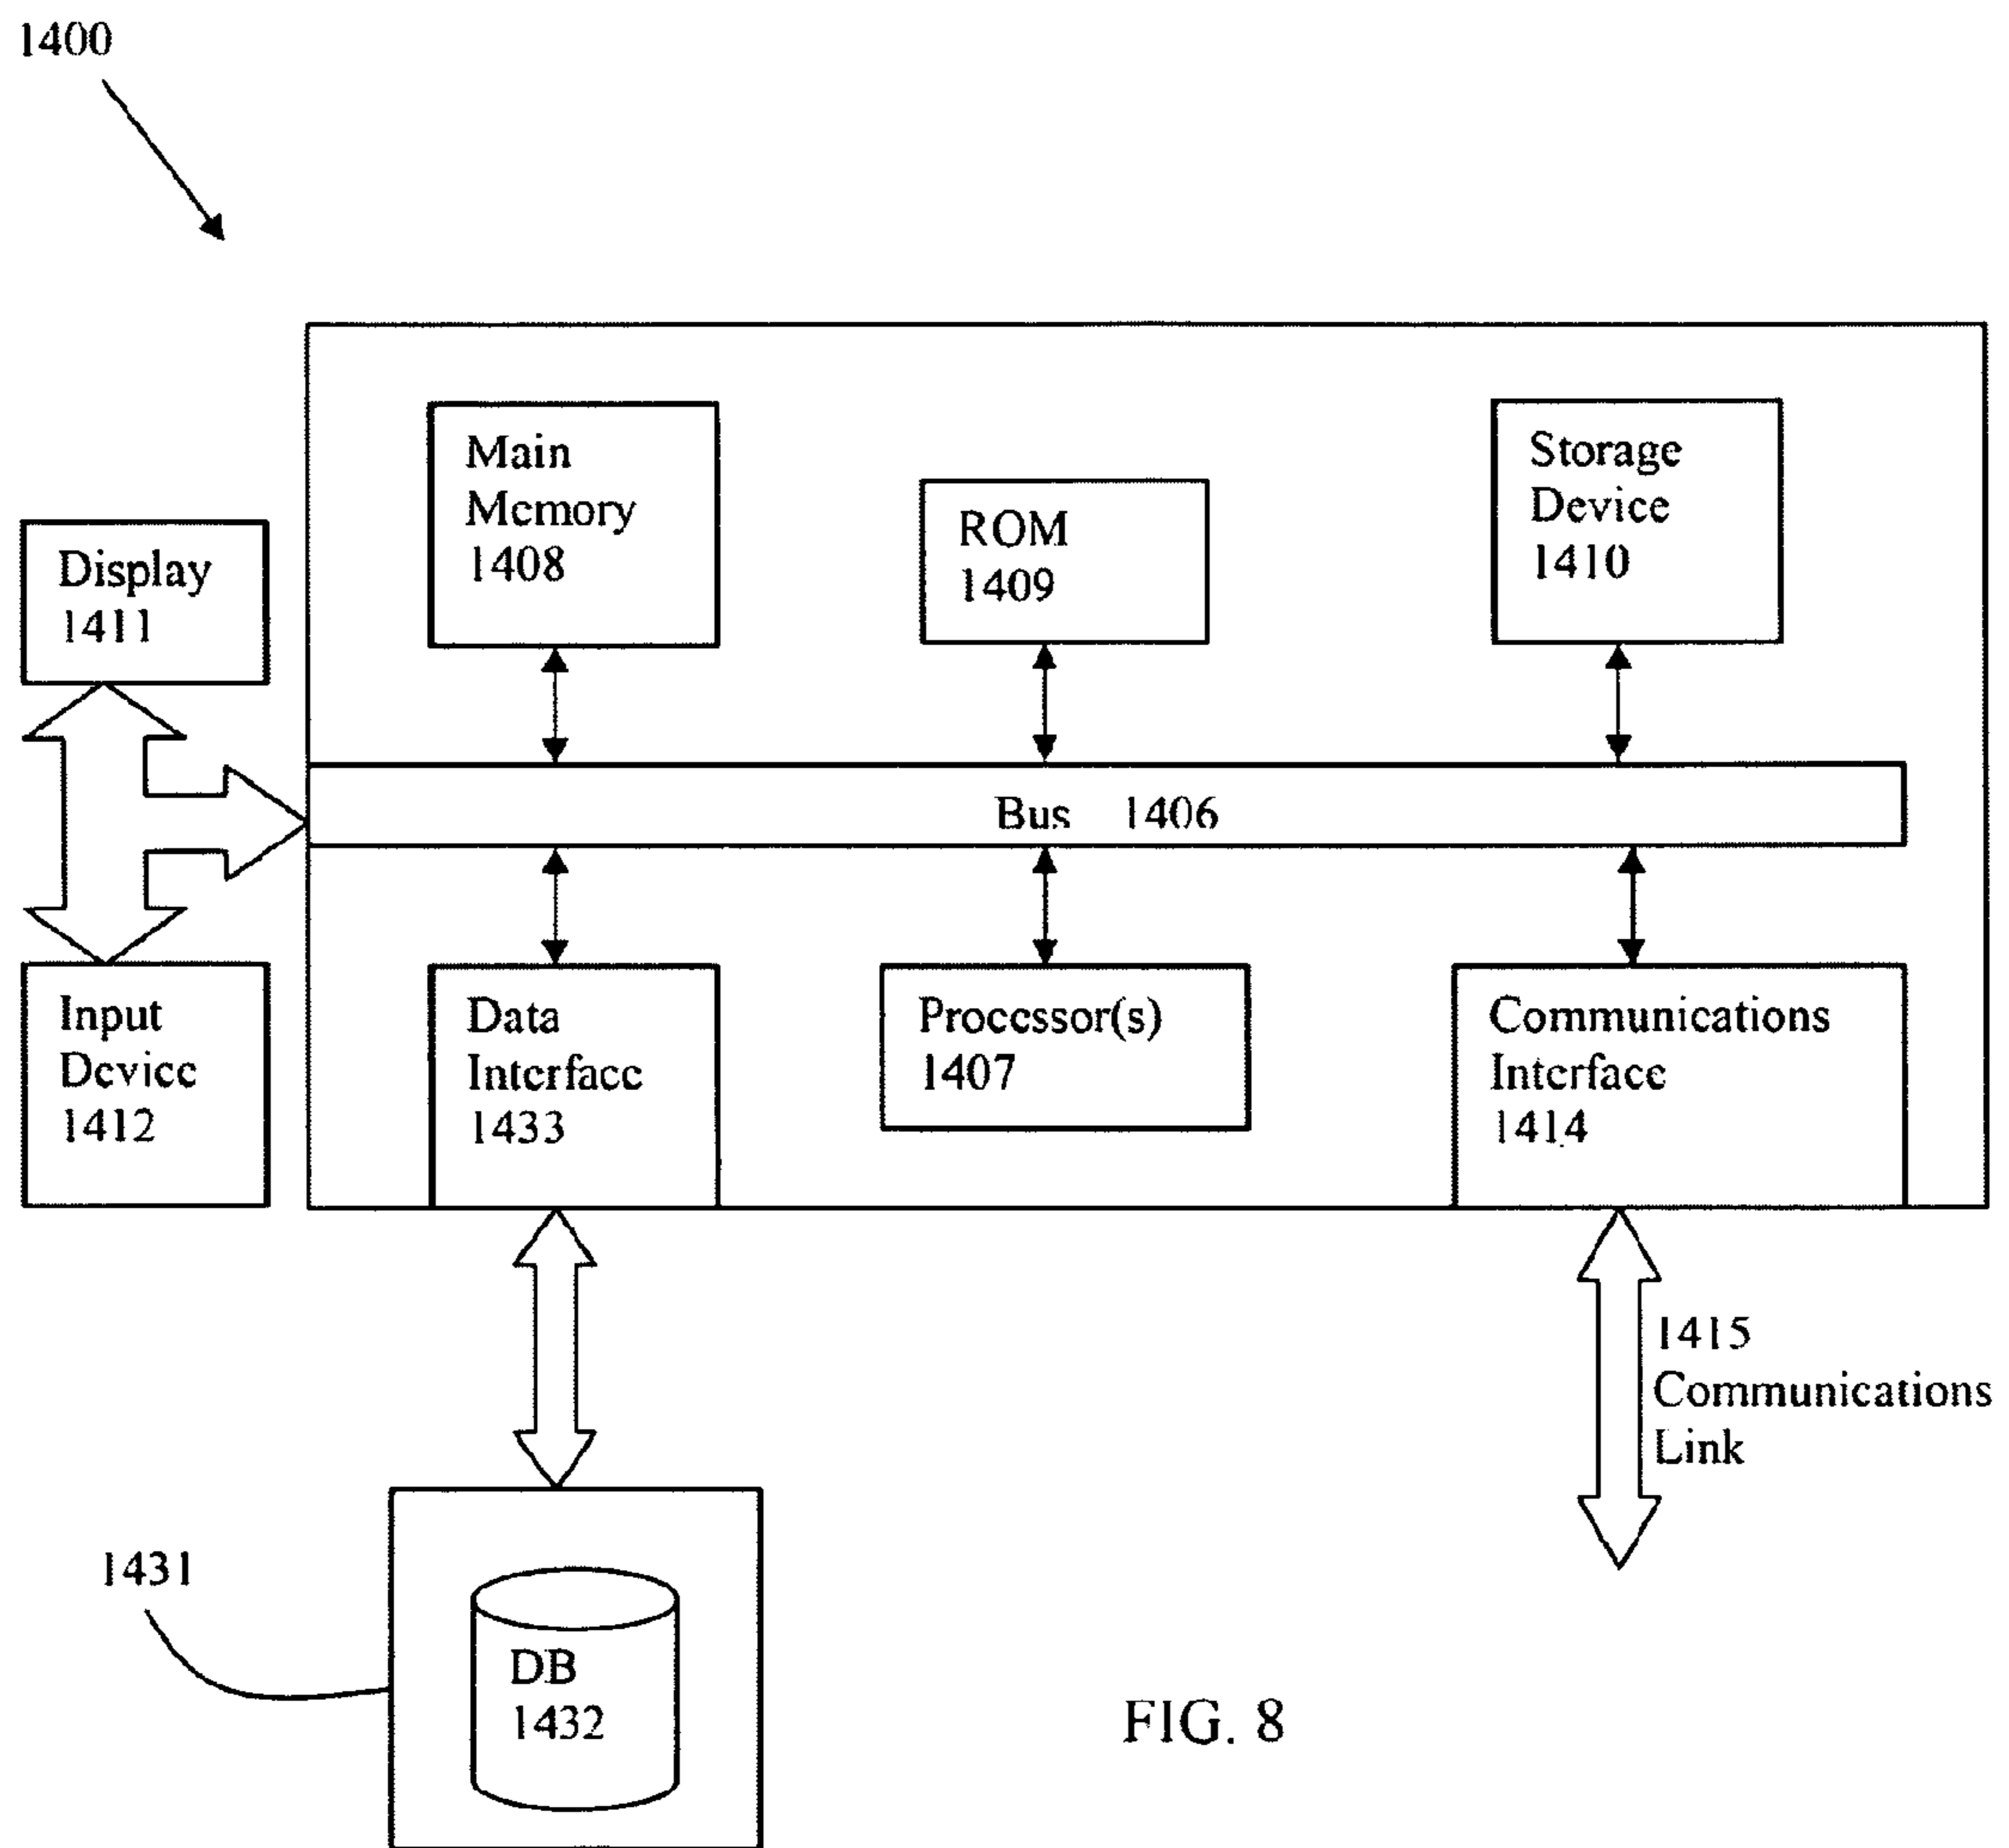 1400
Main
Memory
1408
ROM
1409
Storage
Device
1410
Display
1411
Bus 1406
Input
Device
1412
Data
Interface
1433
Processor(s)
1407
Communications
Interface
1414
1415
Communications
Link
1431
DB
1432
FIG. 8